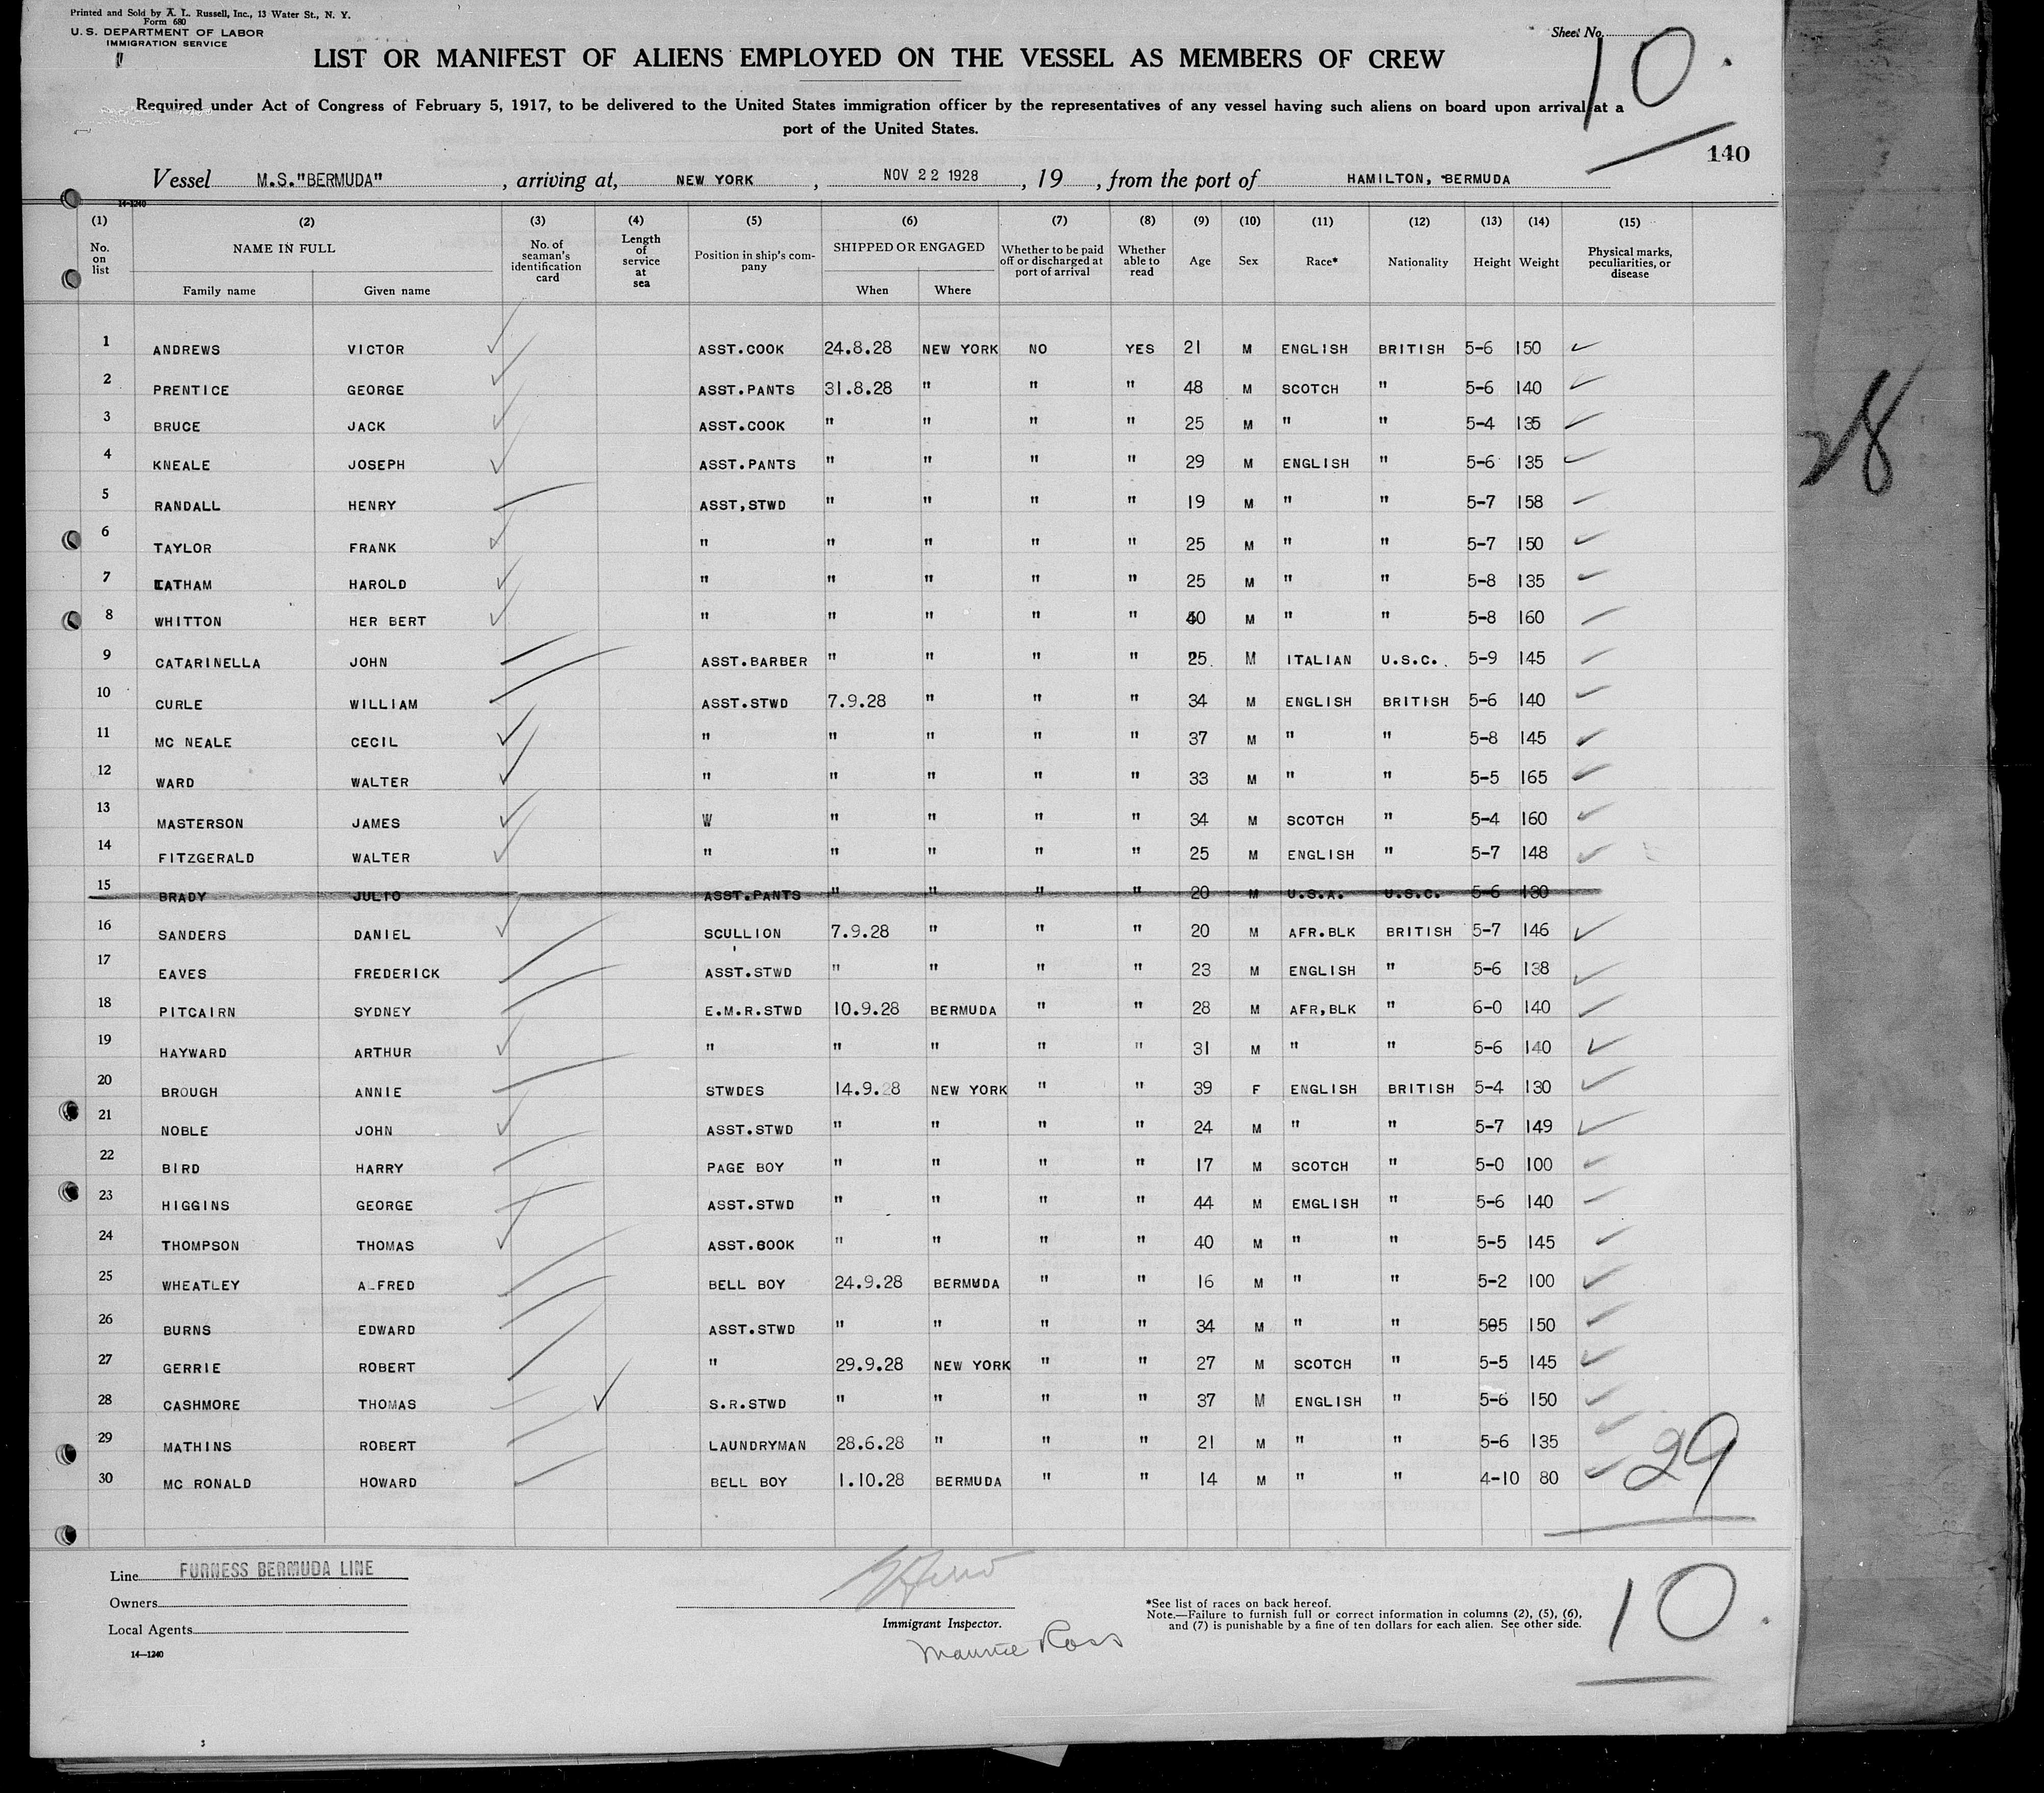 Printed and Sold by A. L. Russell, Inc., 13 Water St., N. Y.
Form 680
U. S. DEPARTMENT OF LABOR
IMMIGRATION SERVICE
Sheet No. 10.
LIST OR MANIFEST OF ALIENS EMPLOYED ON THE VESSEL AS MEMBERS OF CREW
Required under Act of Congress of February 5, 1917, to be delivered to the United States immigration officer by the representatives of any vessel having such aliens on board upon arrival at a
port of the United States.
140
Vessel M.S."BERMUDA", arriving at, NEW YORK, NOV 22 1928, 19, from the port of HAMILTON, BERMUDA
14-1240
(1) (2) (3) (4) (5) (6) (7) (8) (9) (10) (11) (12) (13) (14) (15)
No. on list NAME IN FULL Family name Given name No. of seaman's identification card Length of service at sea Position in ship's company SHIPPED OR ENGAGED When Where Whether to be paid off or discharged at port of arrival Whether able to read Age Sex Race* Nationality Height Weight Physical marks, peculiarities, or disease
1 ANDREWS VICTOR ASST.COOK 24.8.28 NEW YORK NO YES 21 M ENGLISH BRITISH 5-6 150
2 PRENTICE GEORGE ASST.PANTS 31.8.28 " " " 48 M SCOTCH " 5-6 140
3 BRUCE JACK ASST.COOK " " " " 25 M " " 5-4 135
4 KNEALE JOSEPH ASST.PANTS " " " " 29 M ENGLISH " 5-6 135
5 RANDALL HENRY ASST,STWD " " " " 19 M " " 5-7 158
6 TAYLOR FRANK " " " " " 25 M " " 5-7 150
7 LATHAM HAROLD " " " " " 25 M " " 5-8 135
8 WHITTON HER BERT " " " " " 40 M " " 5-8 160
9 CATARINELLA JOHN ASST.BARBER " " " " 25 M ITALIAN U.S.C. 5-9 145
10 CURLE WILLIAM ASST.STWD 7.9.28 " " " 34 M ENGLISH BRITISH 5-6 140
11 MC NEALE CECIL " " " " " 37 M " " 5-8 145
12 WARD WALTER " " " " " 33 M " " 5-5 165
13 MASTERSON JAMES W " " " " 34 M SCOTCH " 5-4 160
14 FITZGERALD WALTER " " " " " 25 M ENGLISH " 5-7 148
15 BRADY JULIO ASST.PANTS " " " " 20 M U.S.A. U.S.C. 5-6 130
16 SANDERS DANIEL SCULLION 7.9.28 " " " 20 M AFR.BLK BRITISH 5-7 146
17 EAVES FREDERICK ASST.STWD " " " " 23 M ENGLISH " 5-6 138
18 PITCAIRN SYDNEY E.M.R.STWD 10.9.28 BERMUDA " " 28 M AFR,BLK " 6-0 140
19 HAYWARD ARTHUR " " " " " 31 M " " 5-6 140
20 BROUGH ANNIE STWDES 14.9.28 NEW YORK " " 39 F ENGLISH BRITISH 5-4 130
21 NOBLE JOHN ASST.STWD " " " " 24 M " " 5-7 149
22 BIRD HARRY PAGE BOY " " " " 17 M SCOTCH " 5-0 100
23 HIGGINS GEORGE ASST.STWD " " " " 44 M EMGLISH " 5-6 140
24 THOMPSON THOMAS ASST.COOK " " " " 40 M " " 5-5 145
25 WHEATLEY ALFRED BELL BOY 24.9.28 BERMUDA " " 16 M " " 5-2 100
26 BURNS EDWARD ASST.STWD " " " " 34 M " " 505 150
27 GERRIE ROBERT " 29.9.28 NEW YORK " " 27 M SCOTCH " 5-5 145
28 CASHMORE THOMAS S.R.STWD " " " " 37 M ENGLISH " 5-6 150
29 MATHINS ROBERT LAUNDRYMAN 28.6.28 " " " 21 M " " 5-6 135
30 MC RONALD HOWARD BELL BOY 1.10.28 BERMUDA " " 14 M " " 4-10 80
28
29
Line FURNESS BERMUDA LINE
Owners
Local Agents
14-1240
Immigrant Inspector.
Maurice Ross
*See list of races on back hereof.
Note.—Failure to furnish full or correct information in columns (2), (5), (6),
and (7) is punishable by a fine of ten dollars for each alien. See other side.
10.